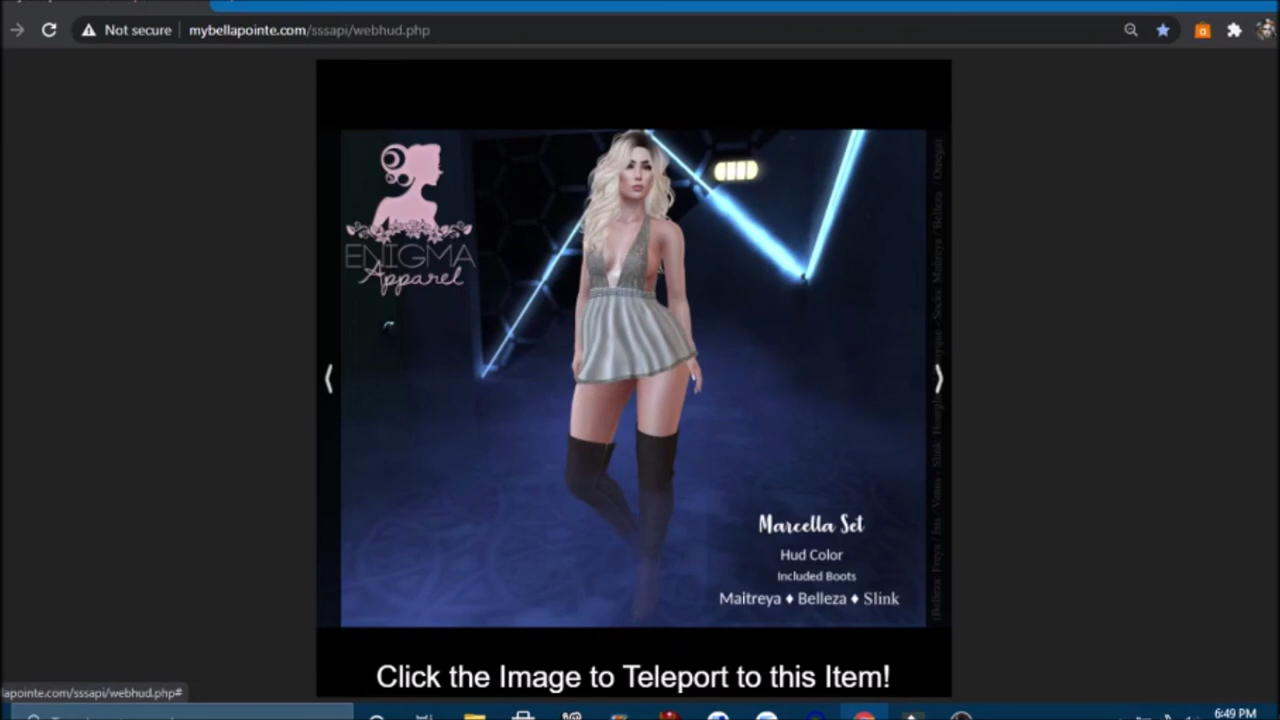 Not secure
mybellapointe.com/sssapi/webhud.php
ENIGMA
Apparel
Marcella Set
Hud Color
Included Boots
Maitreya ♦ Belleza ♦ Slink
Click the Image to Teleport to this Item!
lapointe.com/sssapi/webhud.php#
6:49 PM